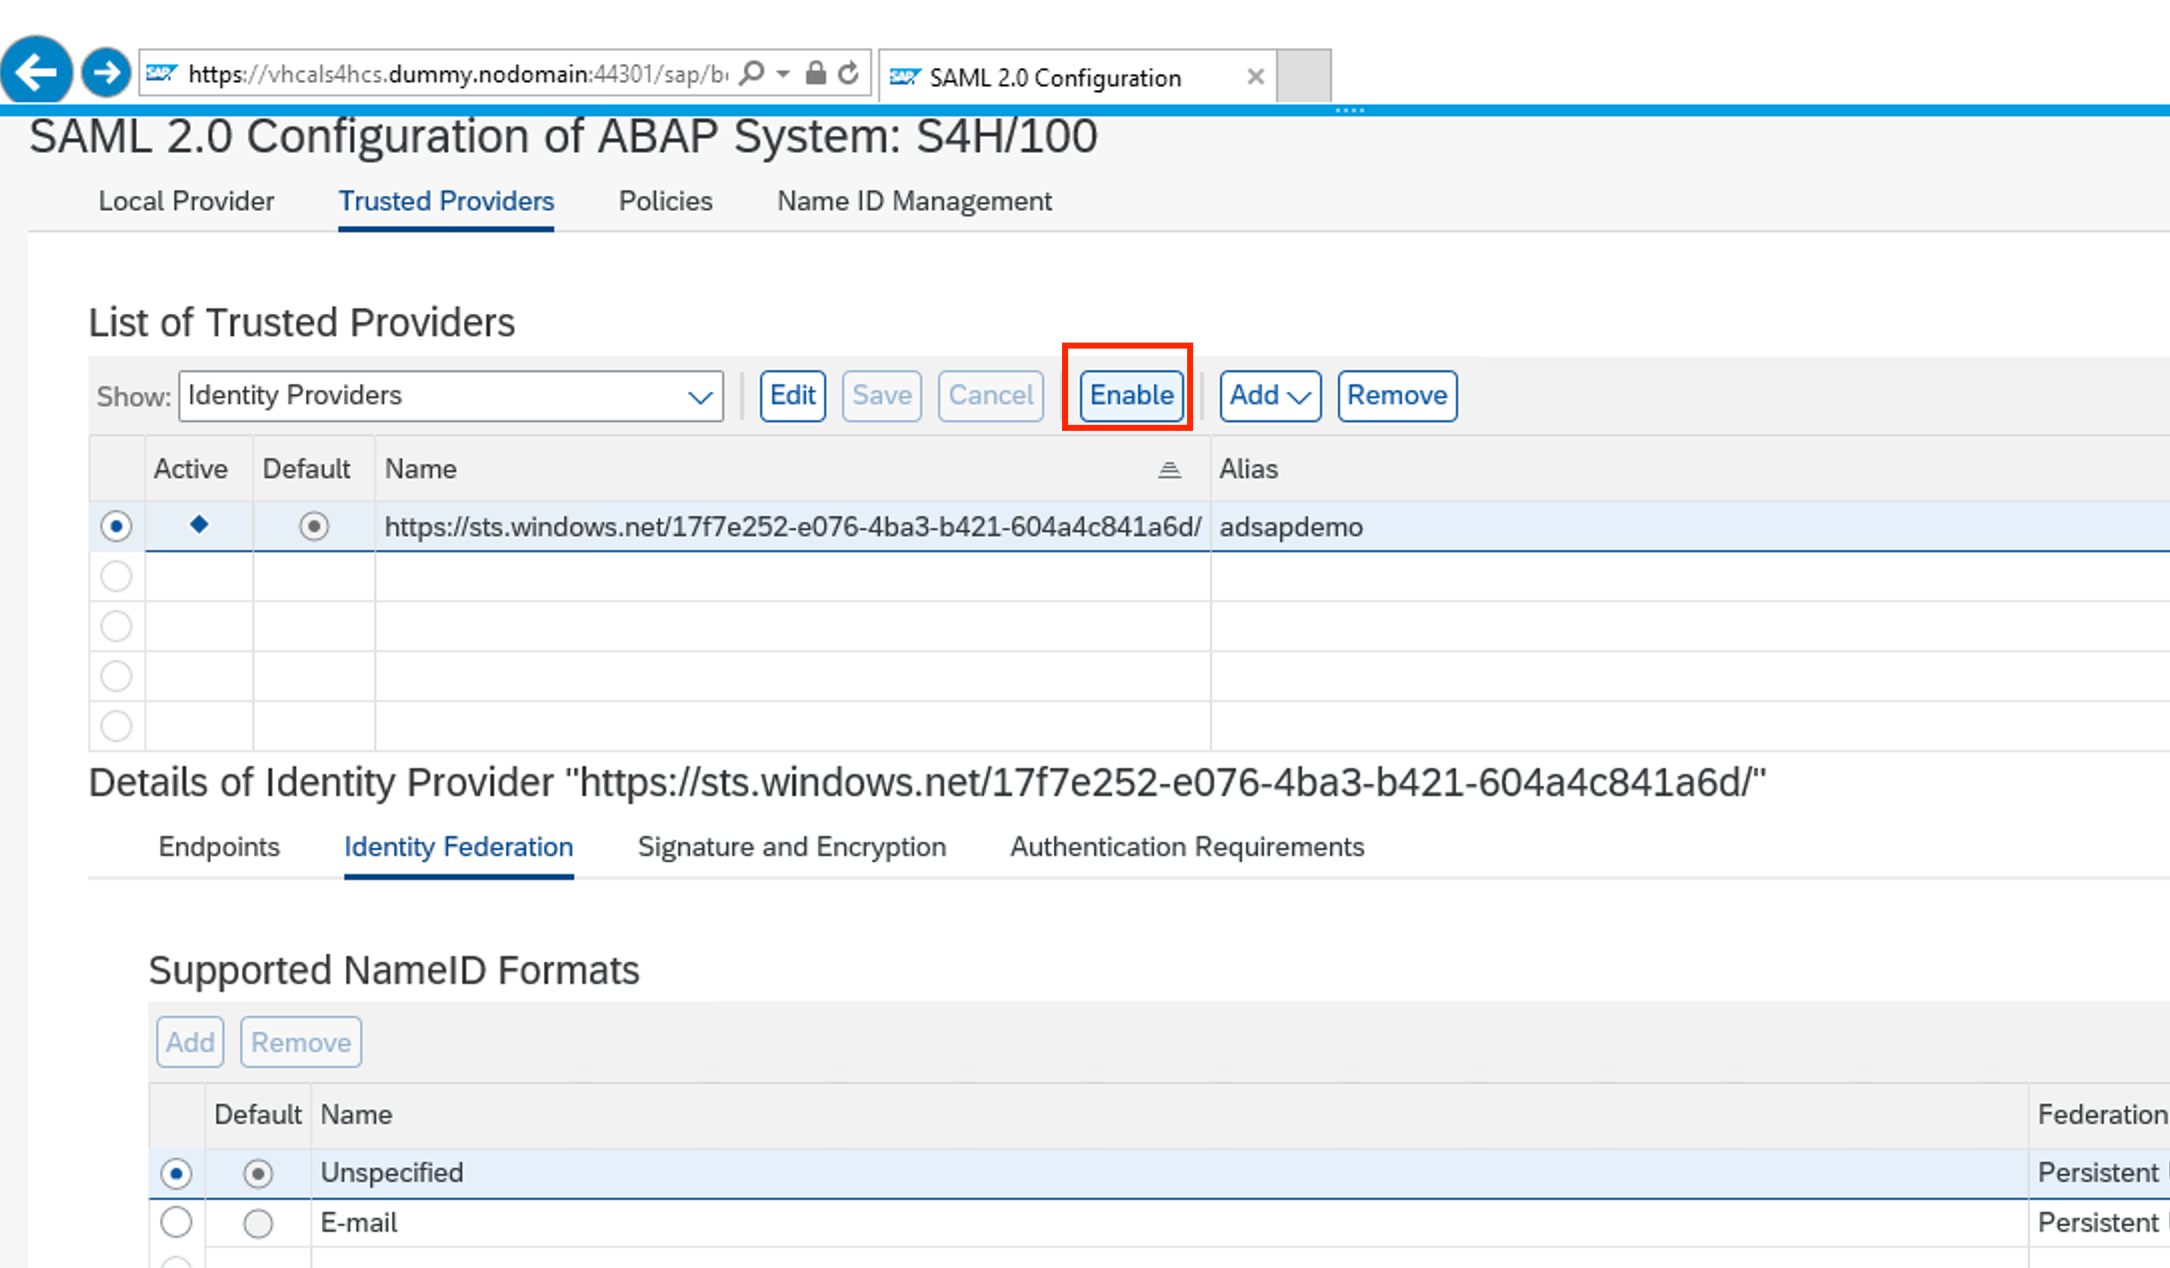 SAP https://vhcals4hcs.dummy.nodomain:44301/sap/b SAP SAML 2.0 Configuration
SAML 2.0 Configuration of ABAP System: S4H/100
Local Provider Trusted Providers Policies Name ID Management
List of Trusted Providers
Show: Identity Providers Edit Save Cancel Enable Add Remove
Active Default Name Alias
https://sts.windows.net/17f7e252-e076-4ba3-b421-604a4c841a6d/ adsapdemo
Details of Identity Provider "https://sts.windows.net/17f7e252-e076-4ba3-b421-604a4c841a6d/"
Endpoints Identity Federation Signature and Encryption Authentication Requirements
Supported NameID Formats
Add Remove
Default Name Federation
Unspecified Persistent
E-mail Persistent